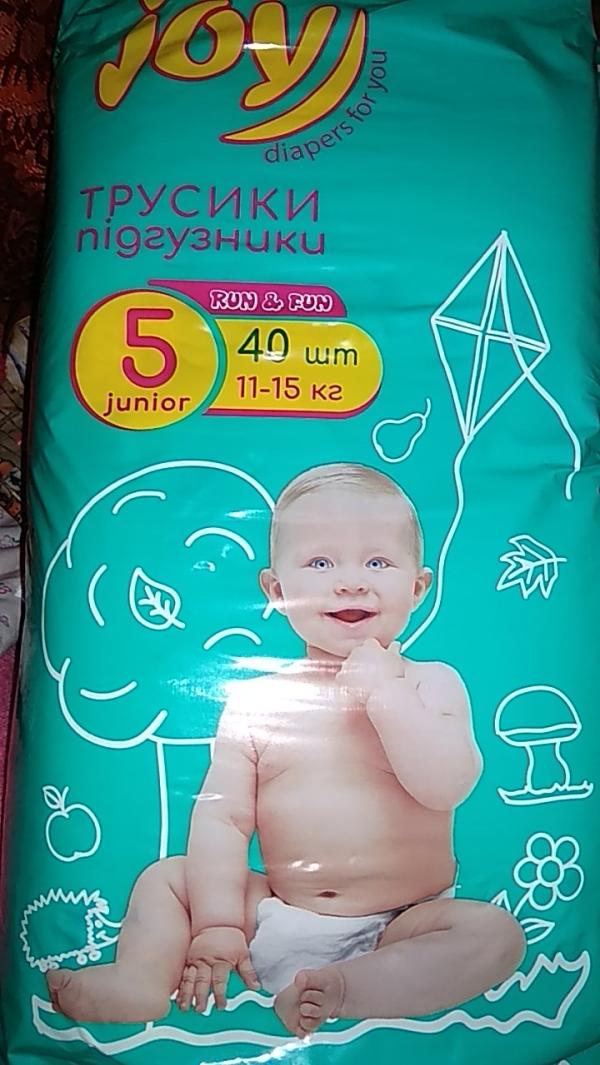 joy
diapers for you
ТРУСИКИ
підгузники
RUN & FUN
5
junior
40 шт
11-15 кг